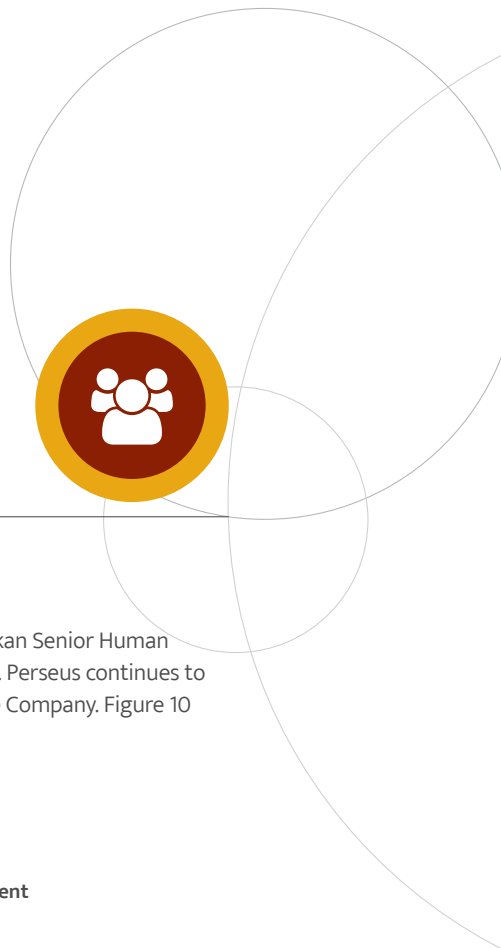 kan Senior Human
. Perseus continues to
e Company. Figure 10
ent